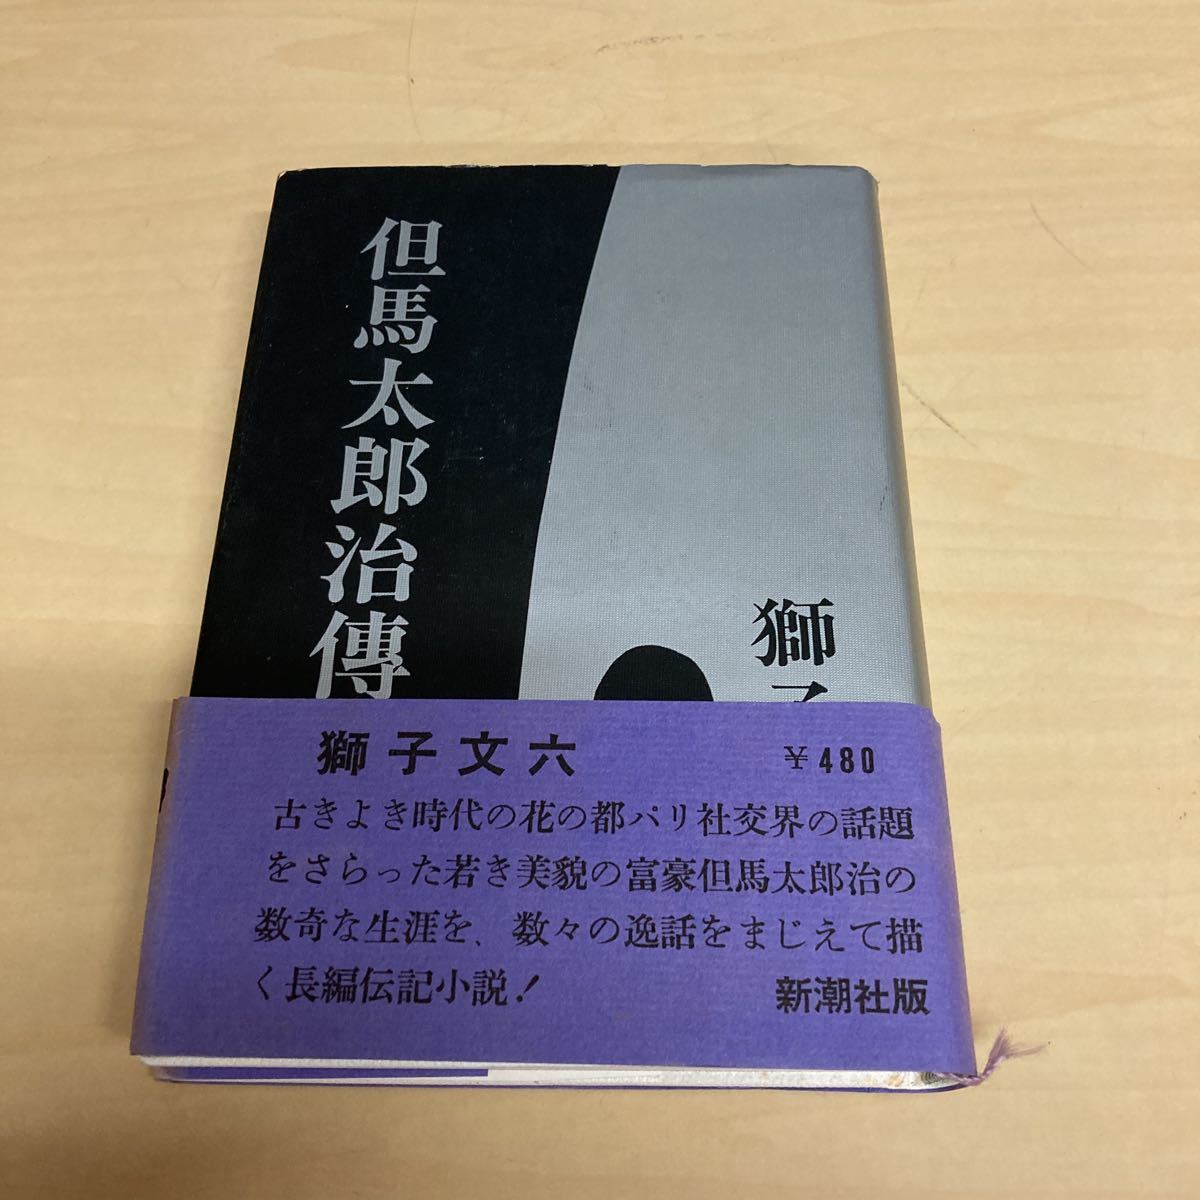 但馬太郎治傳
獅子
獅子文六
¥480
古きよき時代の花の都パリ社交界の話題
をさらった若き美貌の富豪但馬太郎治の
数奇な生涯を、数々の逸話をまじえて描
く長編伝記小説!
新潮社版